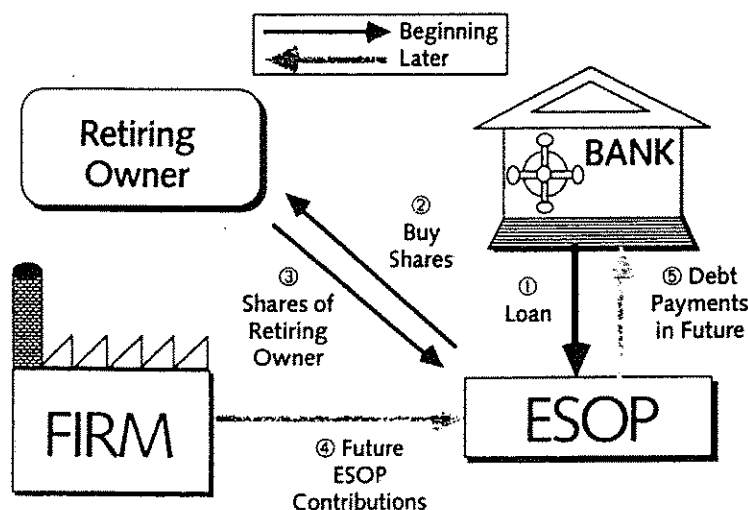 Beginning
Later
Retiring
Owner
BANK
②
Buy
Shares
③
Shares of
Retiring
Owner
①
Loan
⑤ Debt
Payments
in Future
FIRM
ESOP
④ Future
ESOP
Contributions